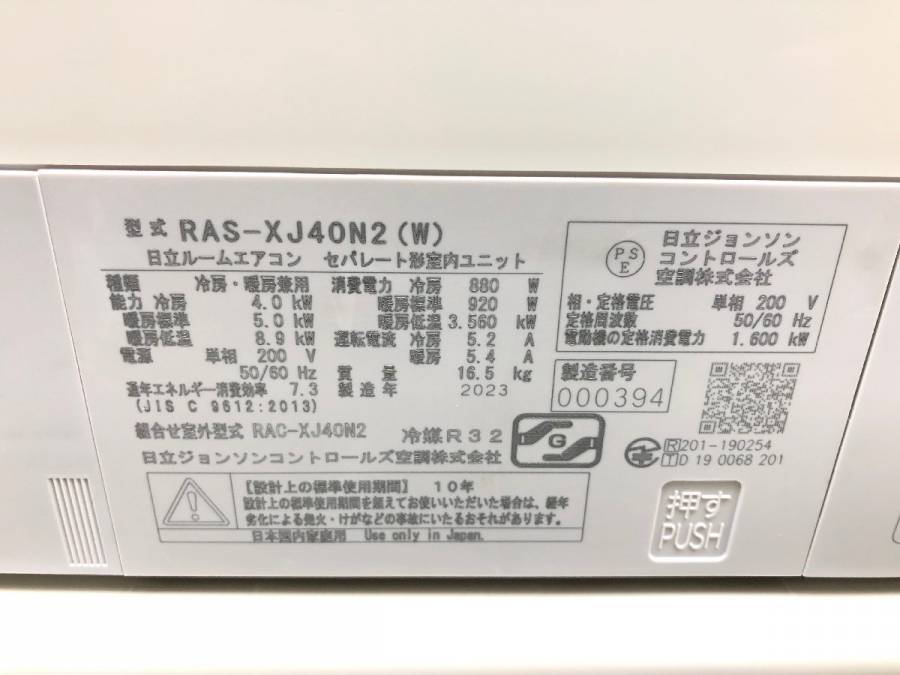 型式 RAS-XJ40N2(W)
日立ルームエアコン セパレート形室内ユニット
種類 冷房・暖房兼用 消費電力 冷房 880 W
能力 冷房 4.0 kW 暖房標準 920 W
暖房標準 5.0 kW 暖房低温 3.560 kW
暖房低温 8.9 kW 運転電流 冷房 5.2 A
電源 単相 200 V 暖房 5.4 A
50/60 Hz 質量 16.5 kg
通年エネルギー消費効率 7.3 製造年 2023
(JIS C 9612:2013)
組合せ室外型式 RAC-XJ40N2 冷媒R32
G
日立ジョンソンコントロールズ空調株式会社
[設計上の標準使用期間] 10年
設計上の標準使用期間を超えてお使いいただいた場合は、経年
劣化による発火・けがなどの事故にいたるおそれがあります。
日本国内家庭用 Use only in Japan.
PS
E
日立ジョンソン
コントロールズ
空調株式会社
相・定格電圧 単相 200 V
定格周波数 50/60 Hz
電動機の定格消費電力 1.600 kW
製造番号
000394
R 201-190254
T D 19 0068 201
押す
PUSH